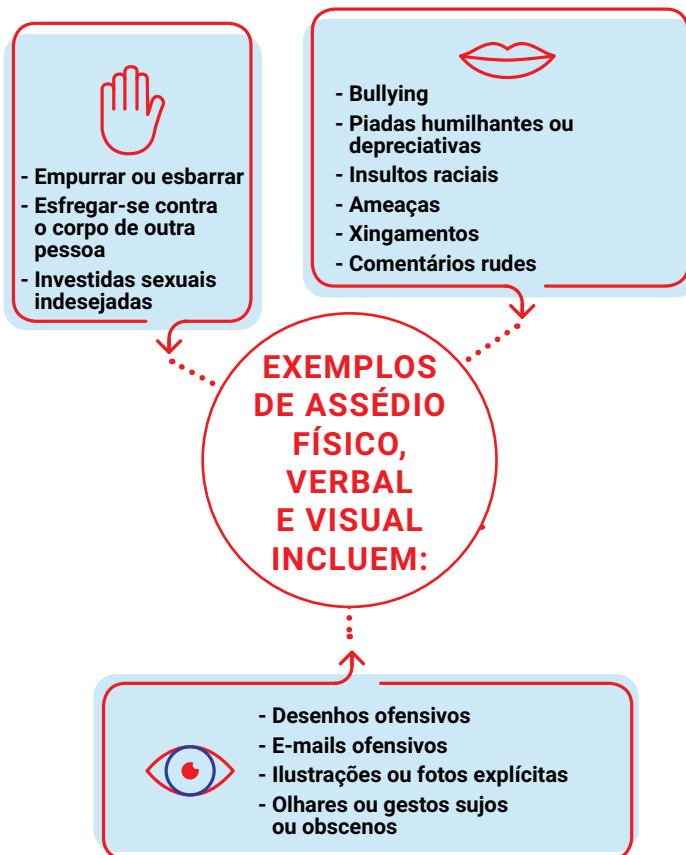 - Empurrar ou esbarrar
- Esfregar-se contra
o corpo de outra
pessoa
- Investidas sexuais
indesejadas
- Bullying
- Piadas humilhantes ou
depreciativas
- Insultos raciais
- Ameaças
- Xingamentos
- Comentários rudes
EXEMPLOS
DE ASSÉDIO
FÍSICO,
VERBAL
E VISUAL
INCLUEM:
- Desenhos ofensivos
- E-mails ofensivos
- Ilustrações ou fotos explícitas
- Olhares ou gestos sujos
ou obscenos